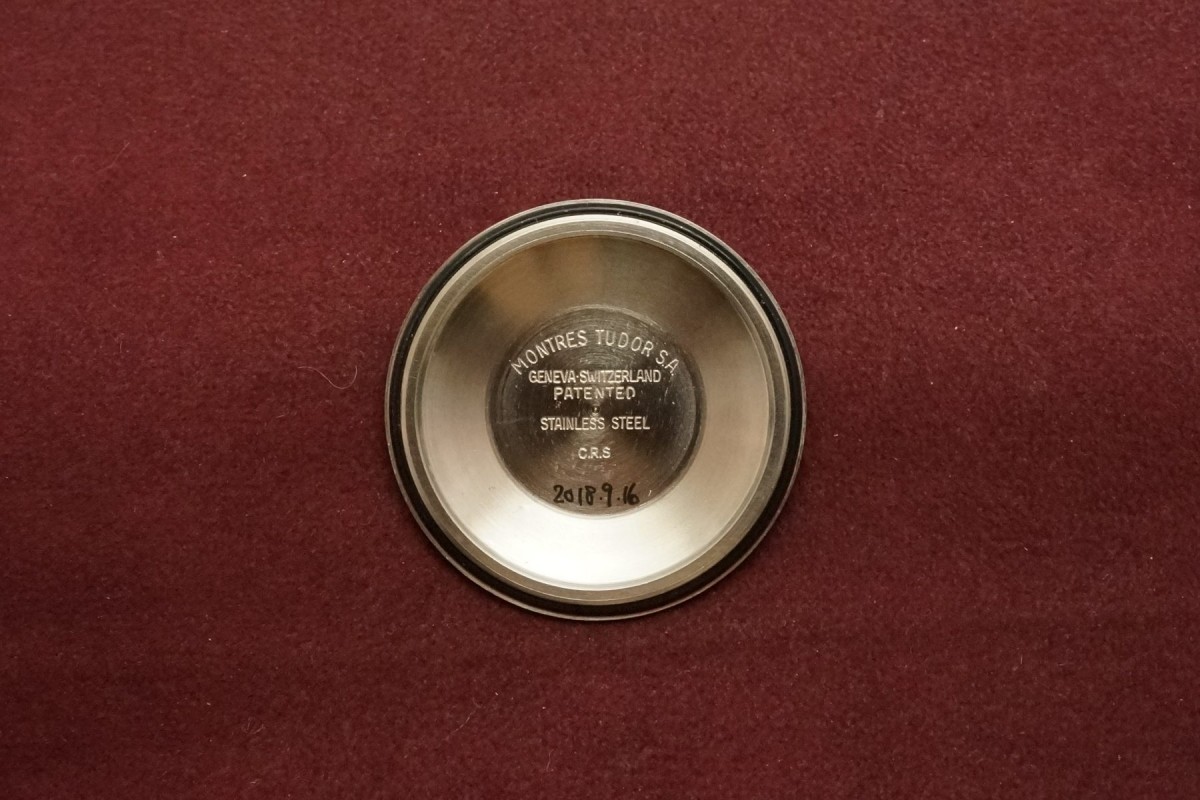 MONTRES TUDOR S.A.
GENEVA·SWITZERLAND
PATENTED
STAINLESS STEEL
C.R.S
2018.9.16